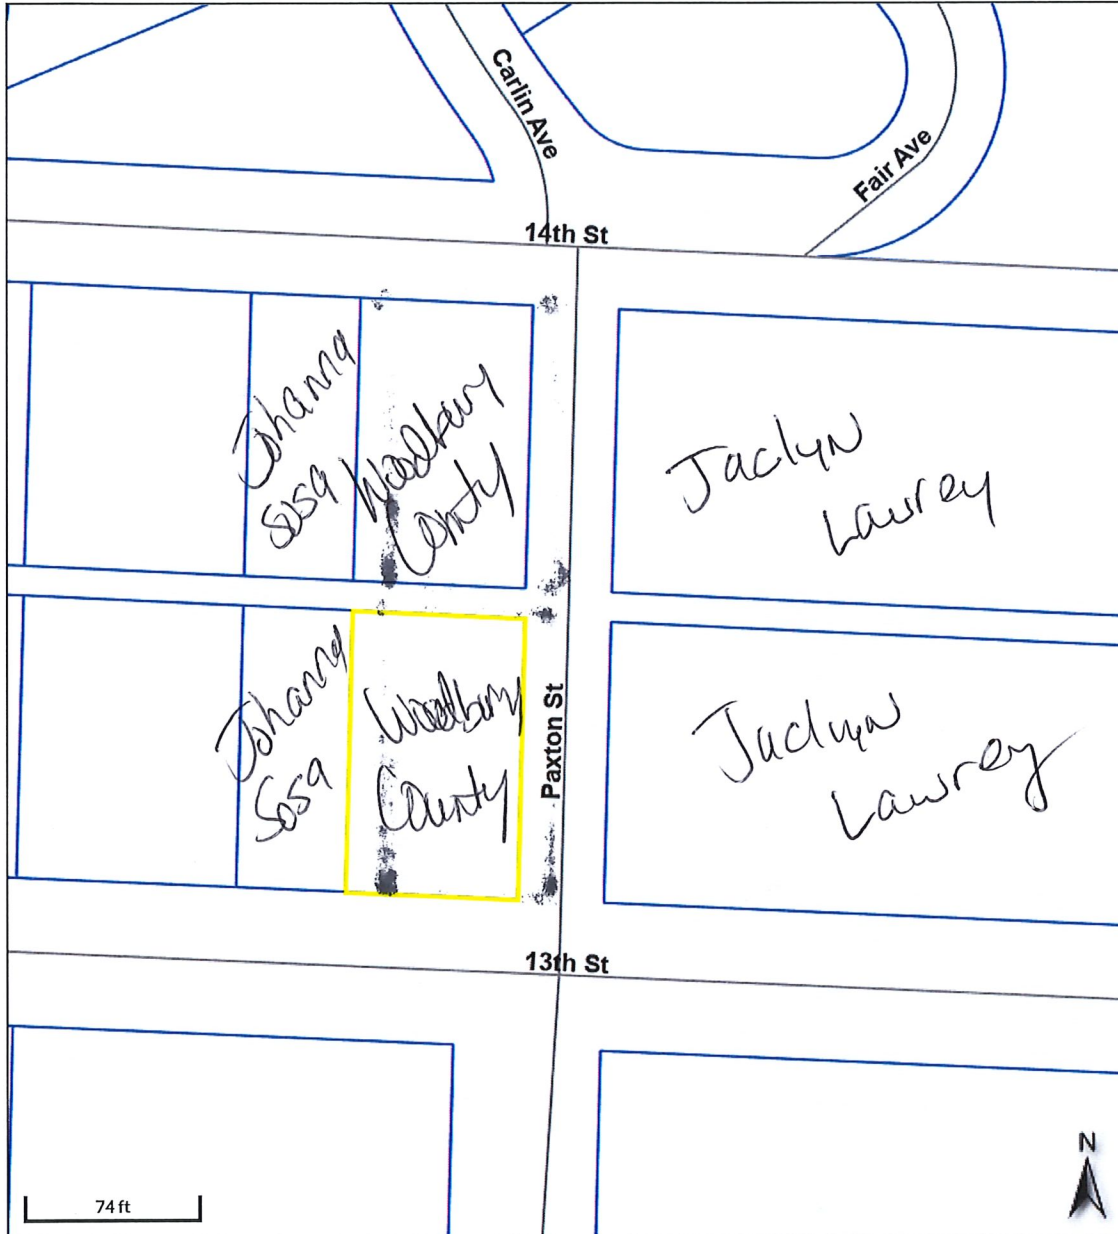 Carlin Ave
Fair Ave
14th St
Johanna
Sosa
Woodbury
County
Jaclyn
Lawrey
Johanna
Sosa
Woodbury
County
Paxton St
Jaclyn
Lawrey
13th St
74 ft
N